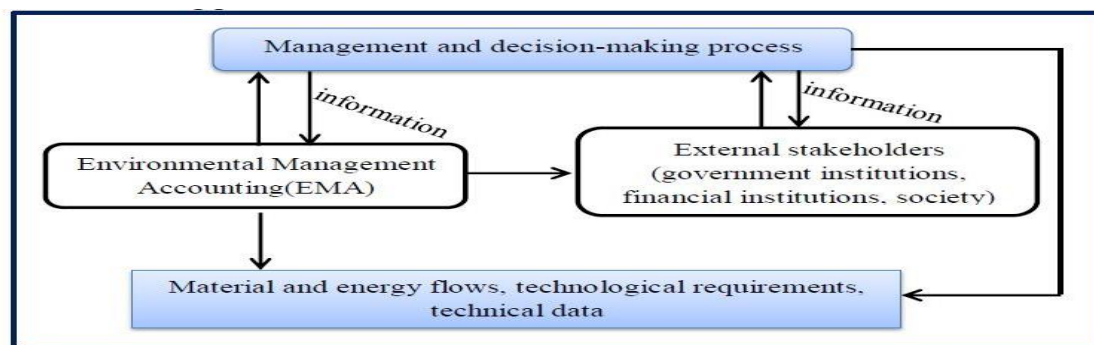 Management and decision-making process
information
information
Environmental Management
Accounting(EMA)
External stakeholders
(government institutions,
financial institutions, society)
Material and energy flows, technological requirements,
technical data